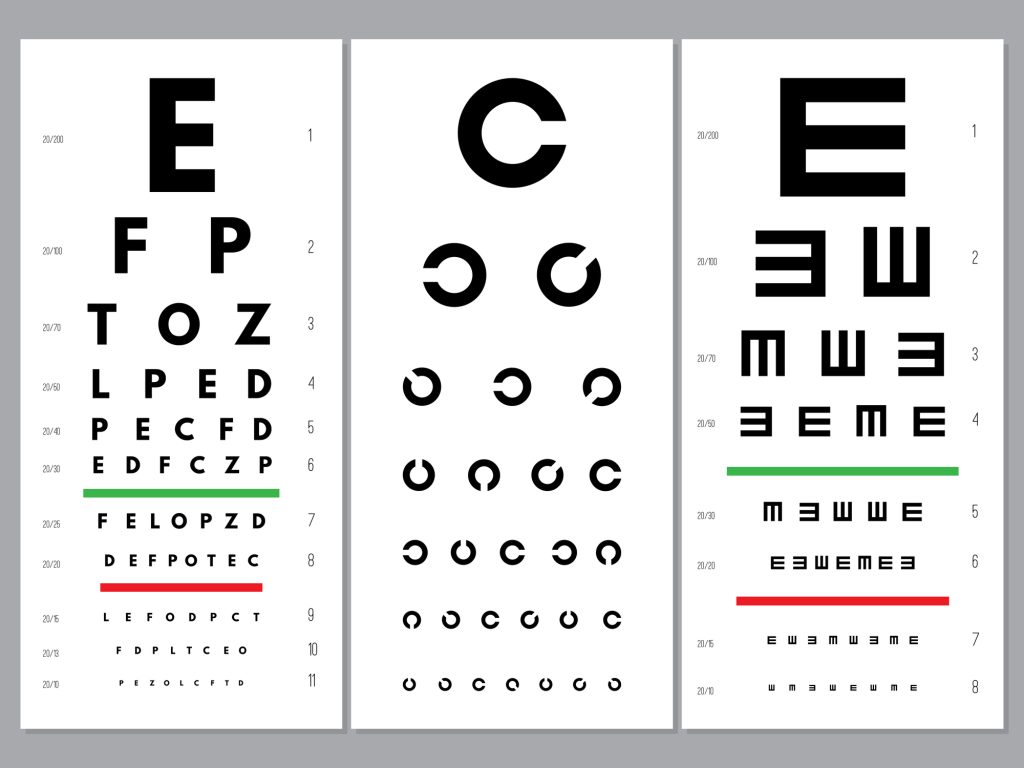 20/200 E 1
20/100 F P 2
20/70 T O Z 3
20/50 L P E D 4
20/40 P E C F D 5
20/30 E D F C Z P 6
20/25 F E L O P Z D 7
20/20 D E F P O T E C 8
20/15 L E F O D P C T 9
20/13 F D P L T C E O 10
20/10 P E Z O L C F T D 11
20/200 1
20/100 2
20/70 3
20/50 4
20/30 5
20/20 6
20/15 7
20/10 8